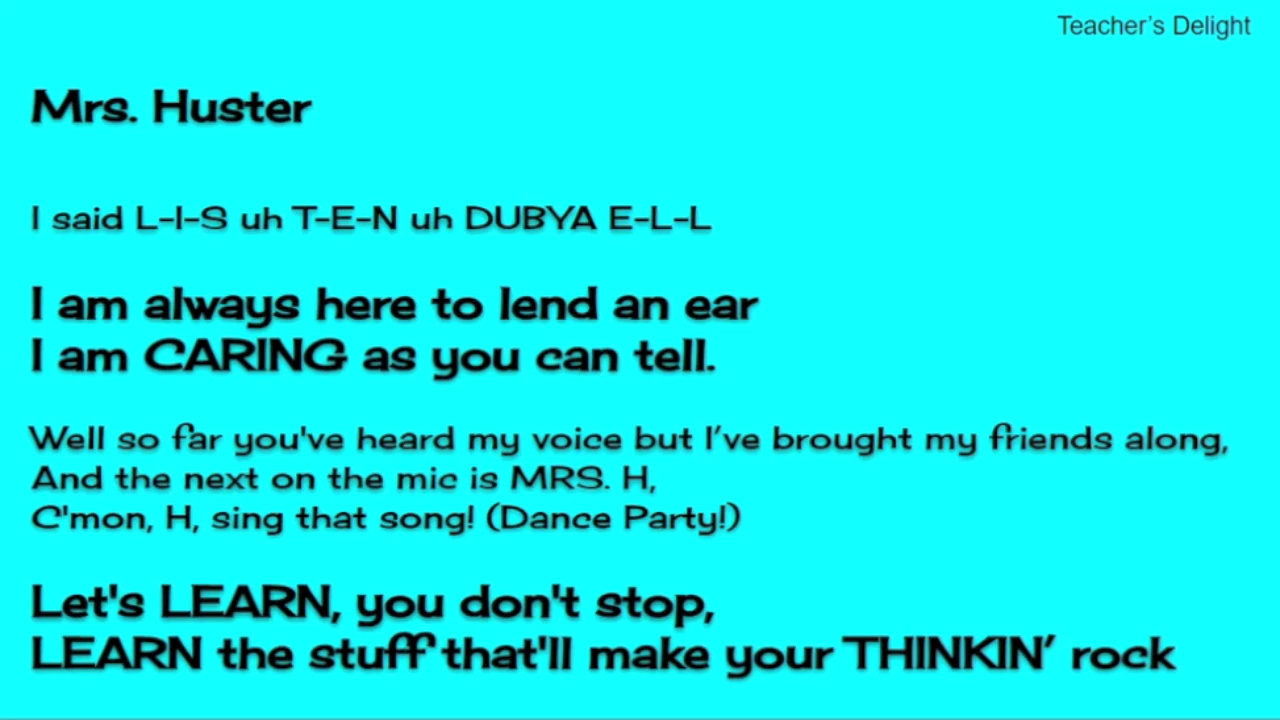 Teacher’s Delight
Mrs. Huster
I said L-I-S uh T-E-N uh DUBYA E-L-L
I am always here to lend an ear
I am CARING as you can tell.
Well so far you've heard my voice but I’ve brought my friends along,
And the next on the mic is MRS. H,
C'mon, H, sing that song! (Dance Party!)
Let's LEARN, you don't stop,
LEARN the stuff that'll make your THINKIN’ rock